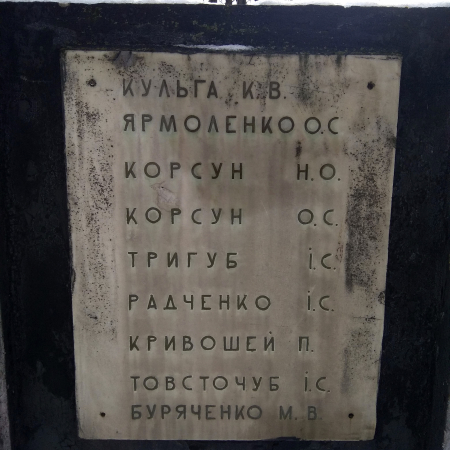 КУЛЬГА К.В.
ЯРМОЛЕНКО О.С
КОРСУН Н.О.
КОРСУН О.С.
ТРИГУБ І.С.
РАДЧЕНКО І.С.
КРИВОШЕЙ П.
ТОВСТОЧУБ І.С.
БУРЯЧЕНКО М.В.